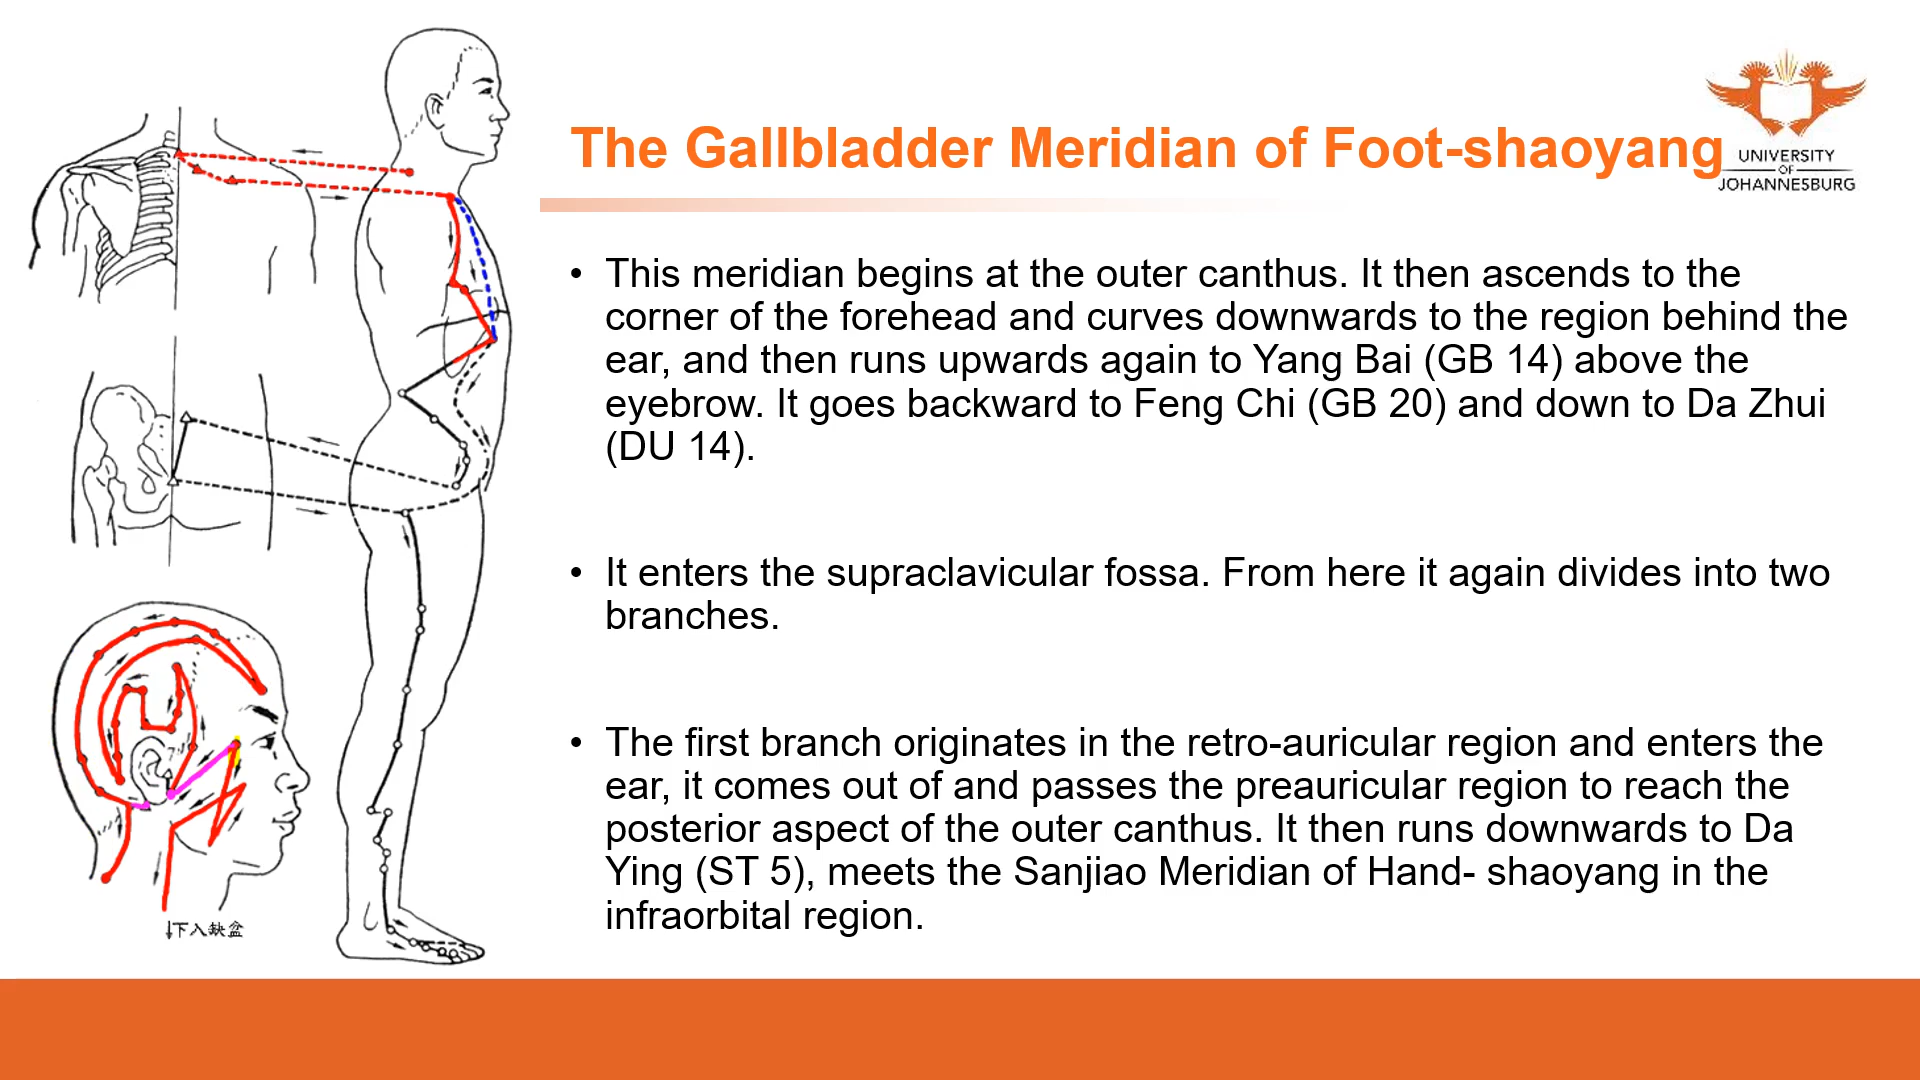 The Gallbladder Meridian of Foot-shaoyang
UNIVERSITY
OF
JOHANNESBURG
• This meridian begins at the outer canthus. It then ascends to the
corner of the forehead and curves downwards to the region behind the
ear, and then runs upwards again to Yang Bai (GB 14) above the
eyebrow. It goes backward to Feng Chi (GB 20) and down to Da Zhui
(DU 14).
• It enters the supraclavicular fossa. From here it again divides into two
branches.
• The first branch originates in the retro-auricular region and enters the
ear, it comes out of and passes the preauricular region to reach the
posterior aspect of the outer canthus. It then runs downwards to Da
Ying (ST 5), meets the Sanjiao Meridian of Hand- shaoyang in the
infraorbital region.
↓下入缺盆